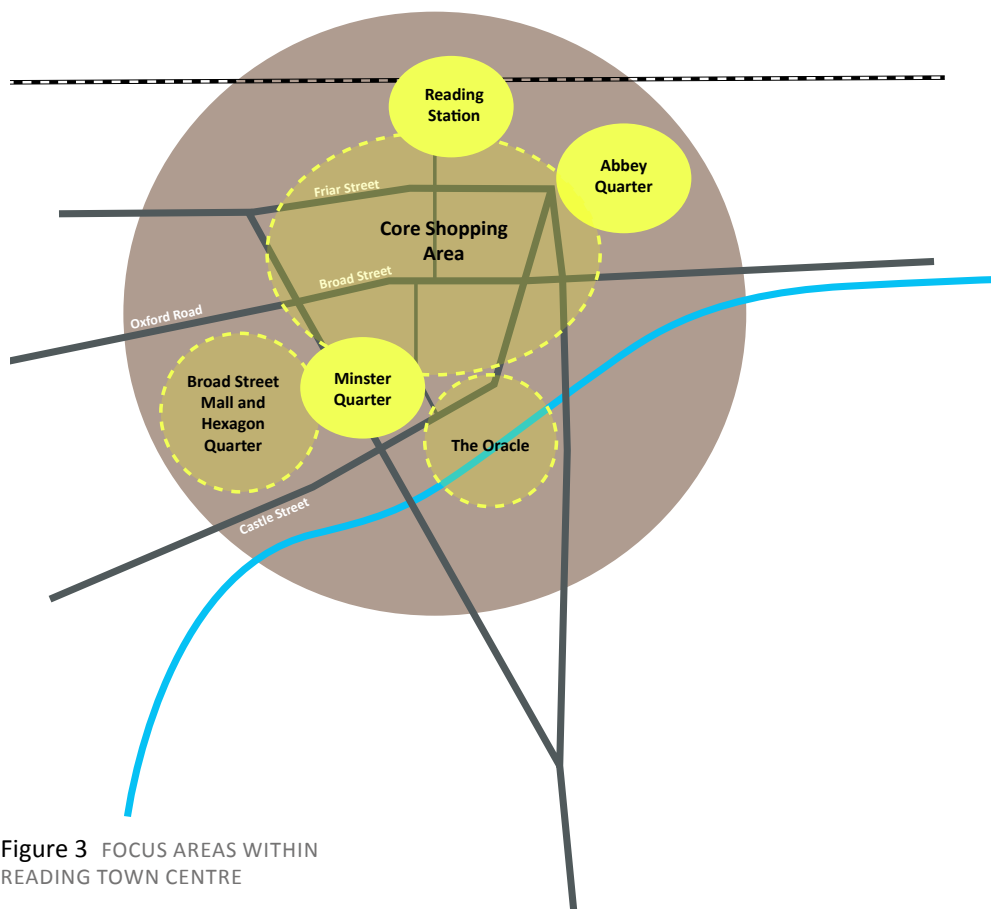 Reading
Station
Abbey
Quarter
Friar Street
Core Shopping
Area
Broad Street
Oxford Road
Broad Street
Mall and
Hexagon
Quarter
Minster
Quarter
The Oracle
Castle Street
Figure 3 FOCUS AREAS WITHIN
READING TOWN CENTRE